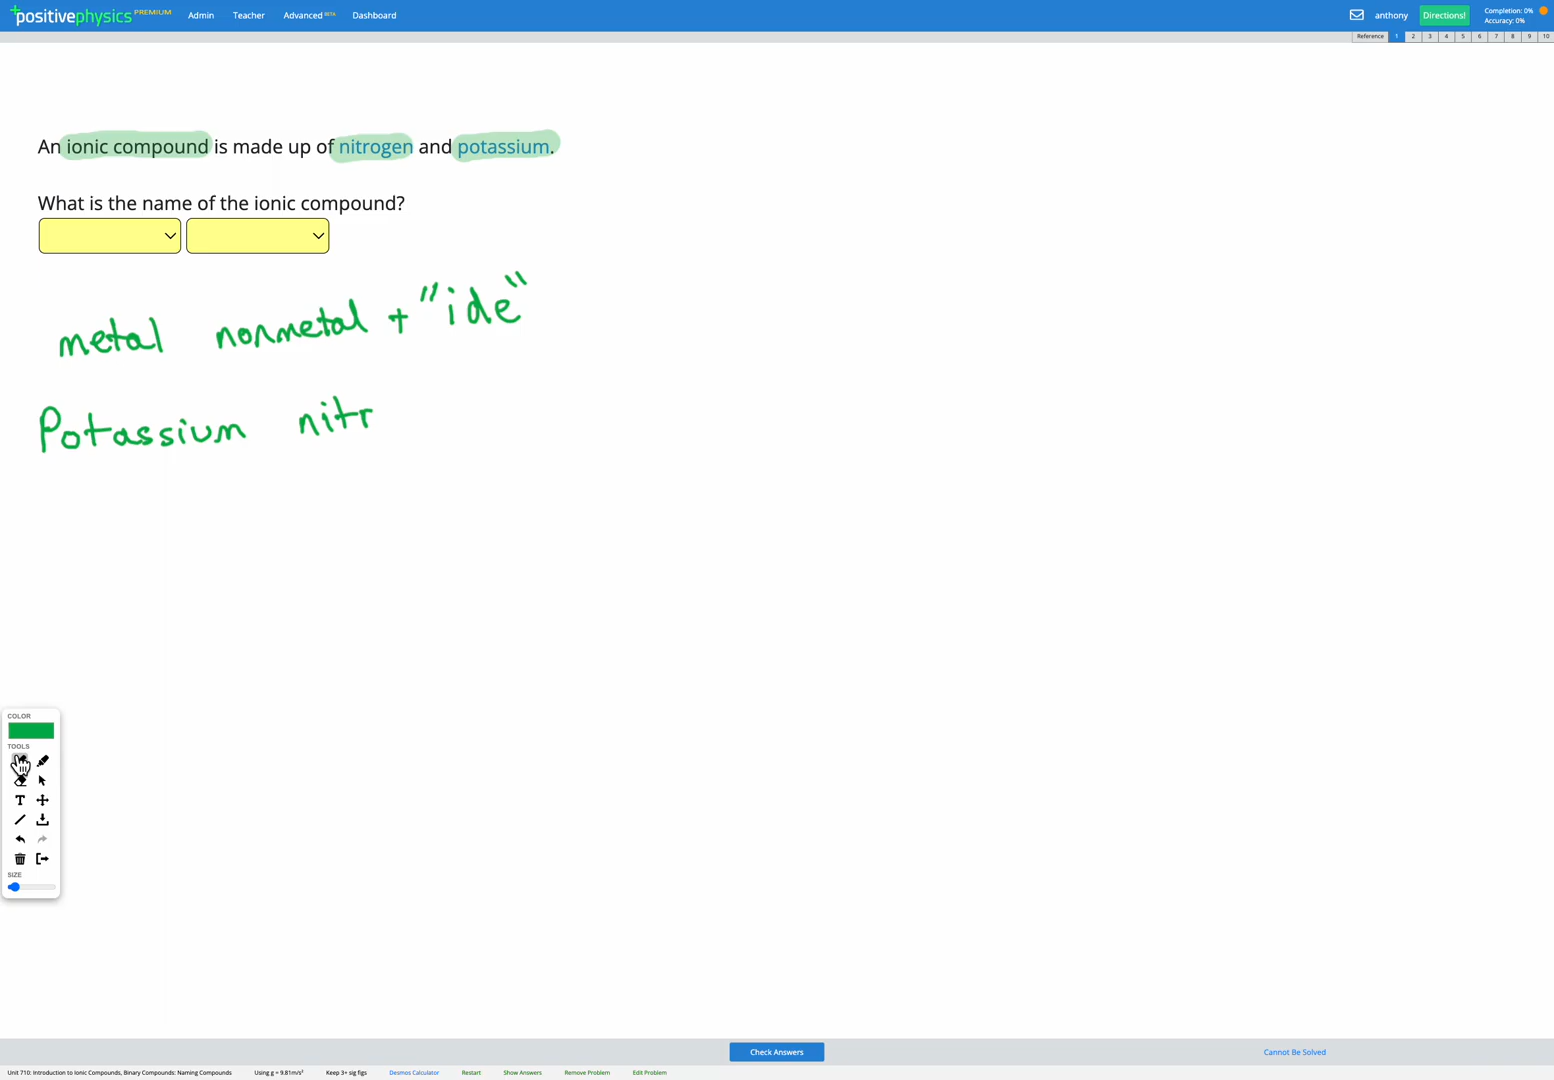 positivephysics PREMIUM Admin Teacher Advanced BETA Dashboard anthony Directions! Completion: 0%
Accuracy: 0%
Reference 1 2 3 4 5 6 7 8 9 10
An ionic compound is made up of nitrogen and potassium.
What is the name of the ionic compound?
metal nonmetal + "ide"
Potassium nitr
COLOR
TOOLS
T
SIZE
Check Answers Cannot Be Solved
Unit 710: Introduction to Ionic Compounds, Binary Compounds: Naming Compounds Using g = 9.81m/s² Keep 3+ sig figs Desmos Calculator Restart Show Answers Remove Problem Edit Problem